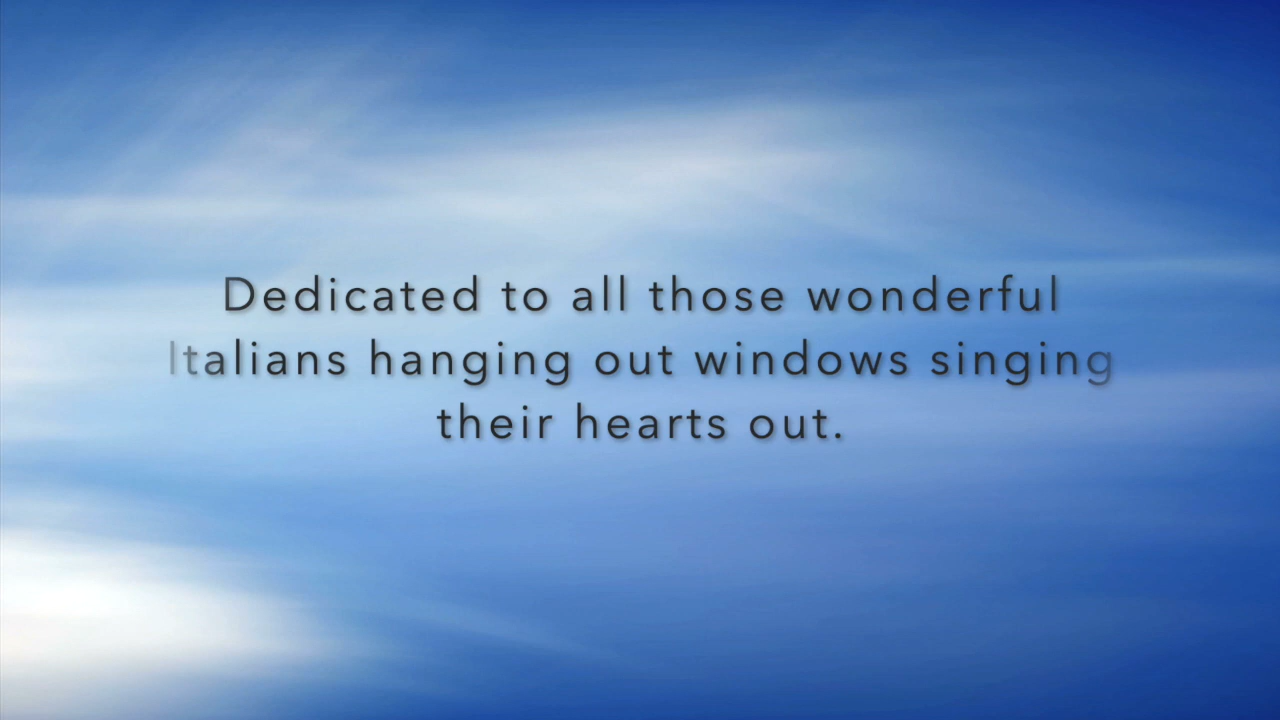 Dedicated to all those wonderful
Italians hanging out windows singing
their hearts out.